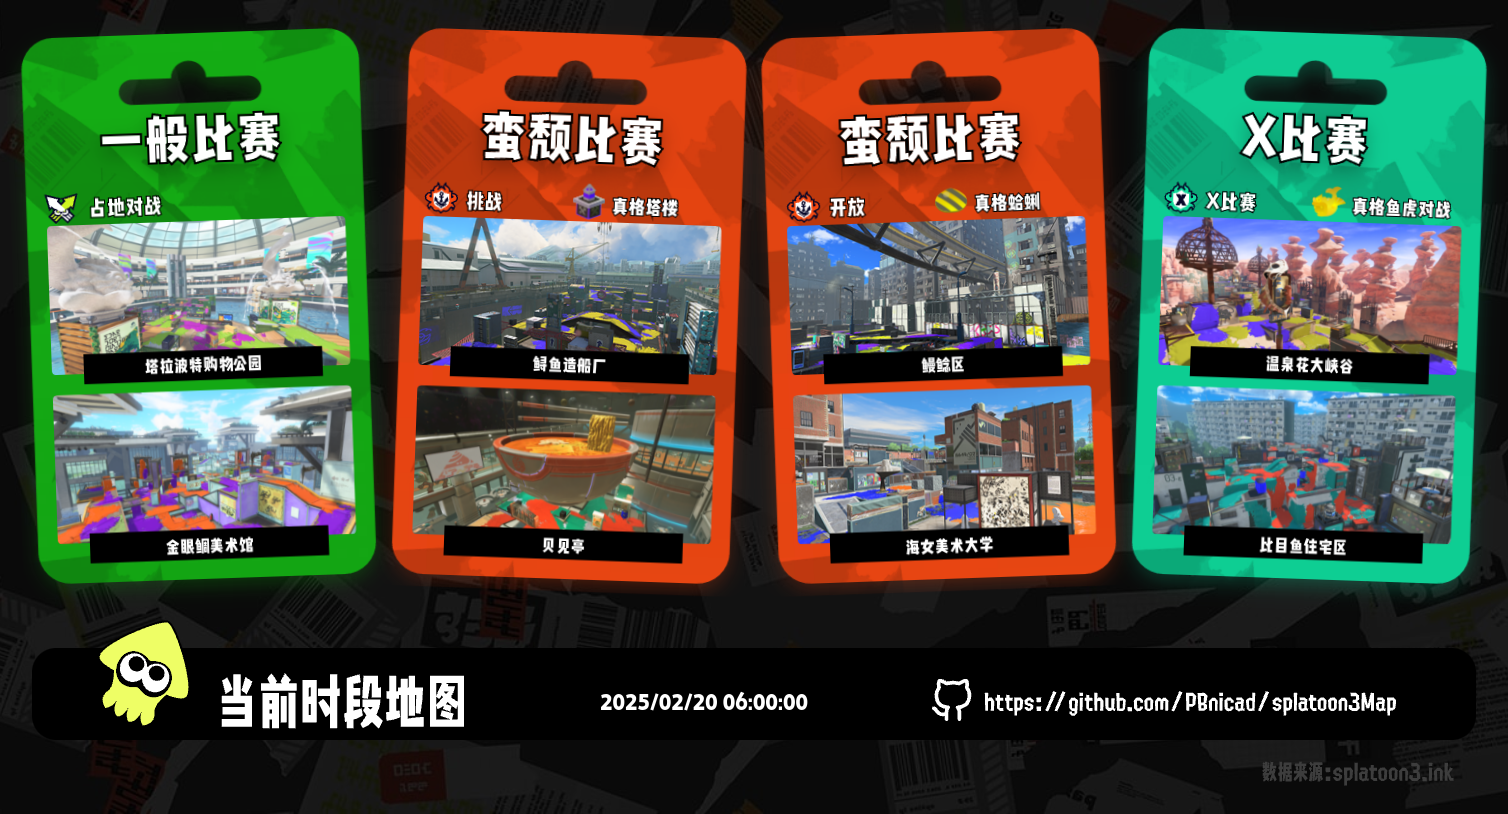 一般比赛
占地对战
塔拉波特购物公园
金眼鲷美术馆
蛮颓比赛
挑战
真格塔楼
鲟鱼造船厂
贝见亭
蛮颓比赛
开放
真格蛤蜊
鳗鲶区
海女美术大学
X比赛
X比赛
真格鱼虎对战
温泉花大峡谷
比目鱼住宅区
当前时段地图
2025/02/20 06:00:00
https://github.com/PBnicad/splatoon3Map
数据来源:splatoon3.ink